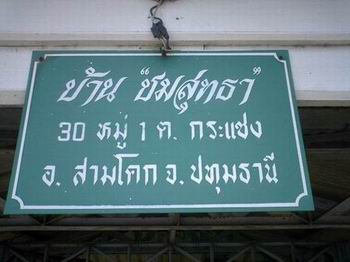 บ้าน "ชมสุทธา"
30 หมู่ 1 ต. กระแชง
อ. สามโคก จ. ปทุมธานี